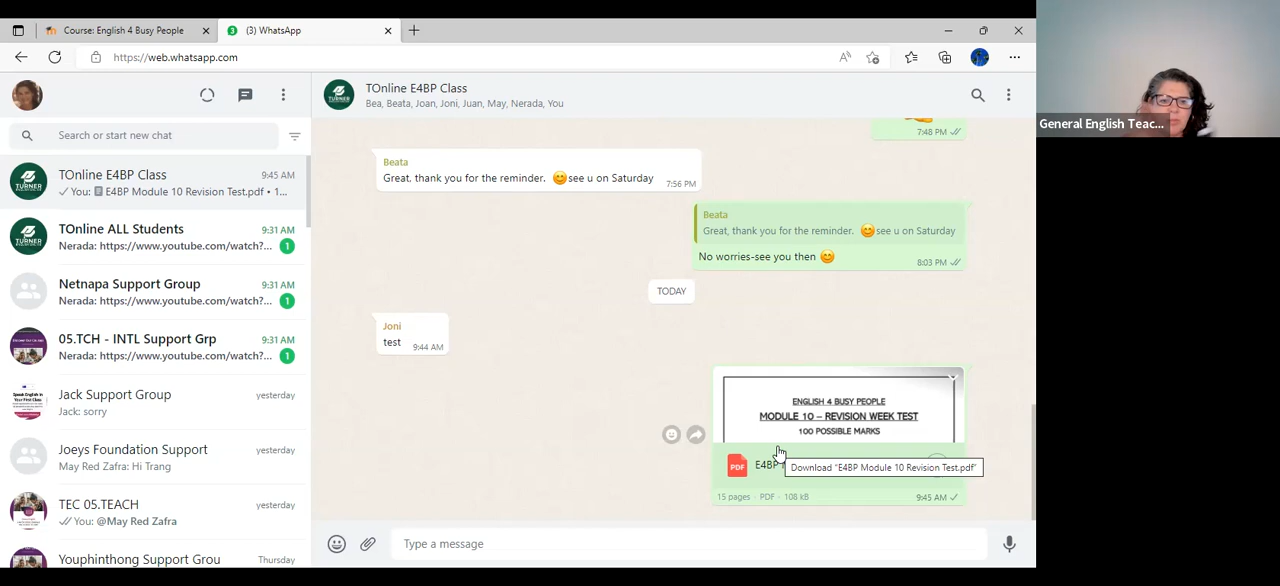 Course: English 4 Busy People
(3) WhatsApp
https://web.whatsapp.com
General English Teac...
TOnline E4BP Class
Bea, Beata, Joan, Joni, Juan, May, Nerada, You
Search or start new chat
TOnline E4BP Class
9:45 AM
You: E4BP Module 10 Revision Test.pdf • 1...
TOnline ALL Students
9:31 AM
Nerada: https://www.youtube.com/watch?...
1
Netnapa Support Group
9:31 AM
Nerada: https://www.youtube.com/watch?...
1
05.TCH - INTL Support Grp
9:31 AM
Nerada: https://www.youtube.com/watch?...
1
Jack Support Group
yesterday
Jack: sorry
Joeys Foundation Support
yesterday
May Red Zafra: Hi Trang
TEC 05.TEACH
yesterday
You: @May Red Zafra
Youphinthong Support Grou
Thursday
7:48 PM
Beata
Great, thank you for the reminder. 😊see u on Saturday
7:56 PM
Beata
Great, thank you for the reminder. 😊see u on Saturday
No worries-see you then 😊
8:03 PM
TODAY
Joni
test
9:44 AM
ENGLISH 4 BUSY PEOPLE
MODULE 10 – REVISION WEEK TEST
100 POSSIBLE MARKS
PDF
E4BP
Download "E4BP Module 10 Revision Test.pdf"
15 pages · PDF · 108 kB
9:45 AM
Type a message